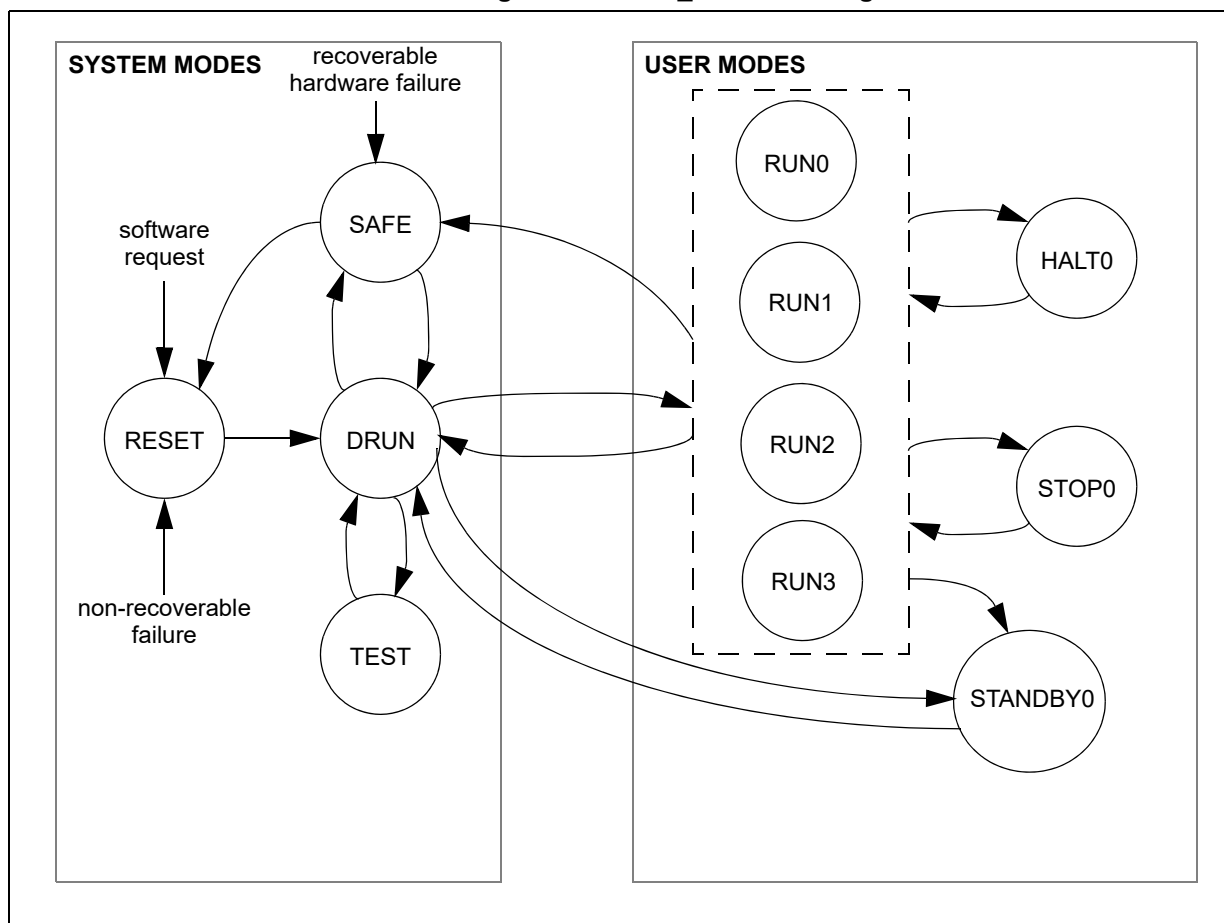 SYSTEM MODES
recoverable
hardware failure
SAFE
software
request
RESET
DRUN
non-recoverable
failure
TEST
USER MODES
RUN0
RUN1
RUN2
RUN3
HALT0
STOP0
STANDBY0